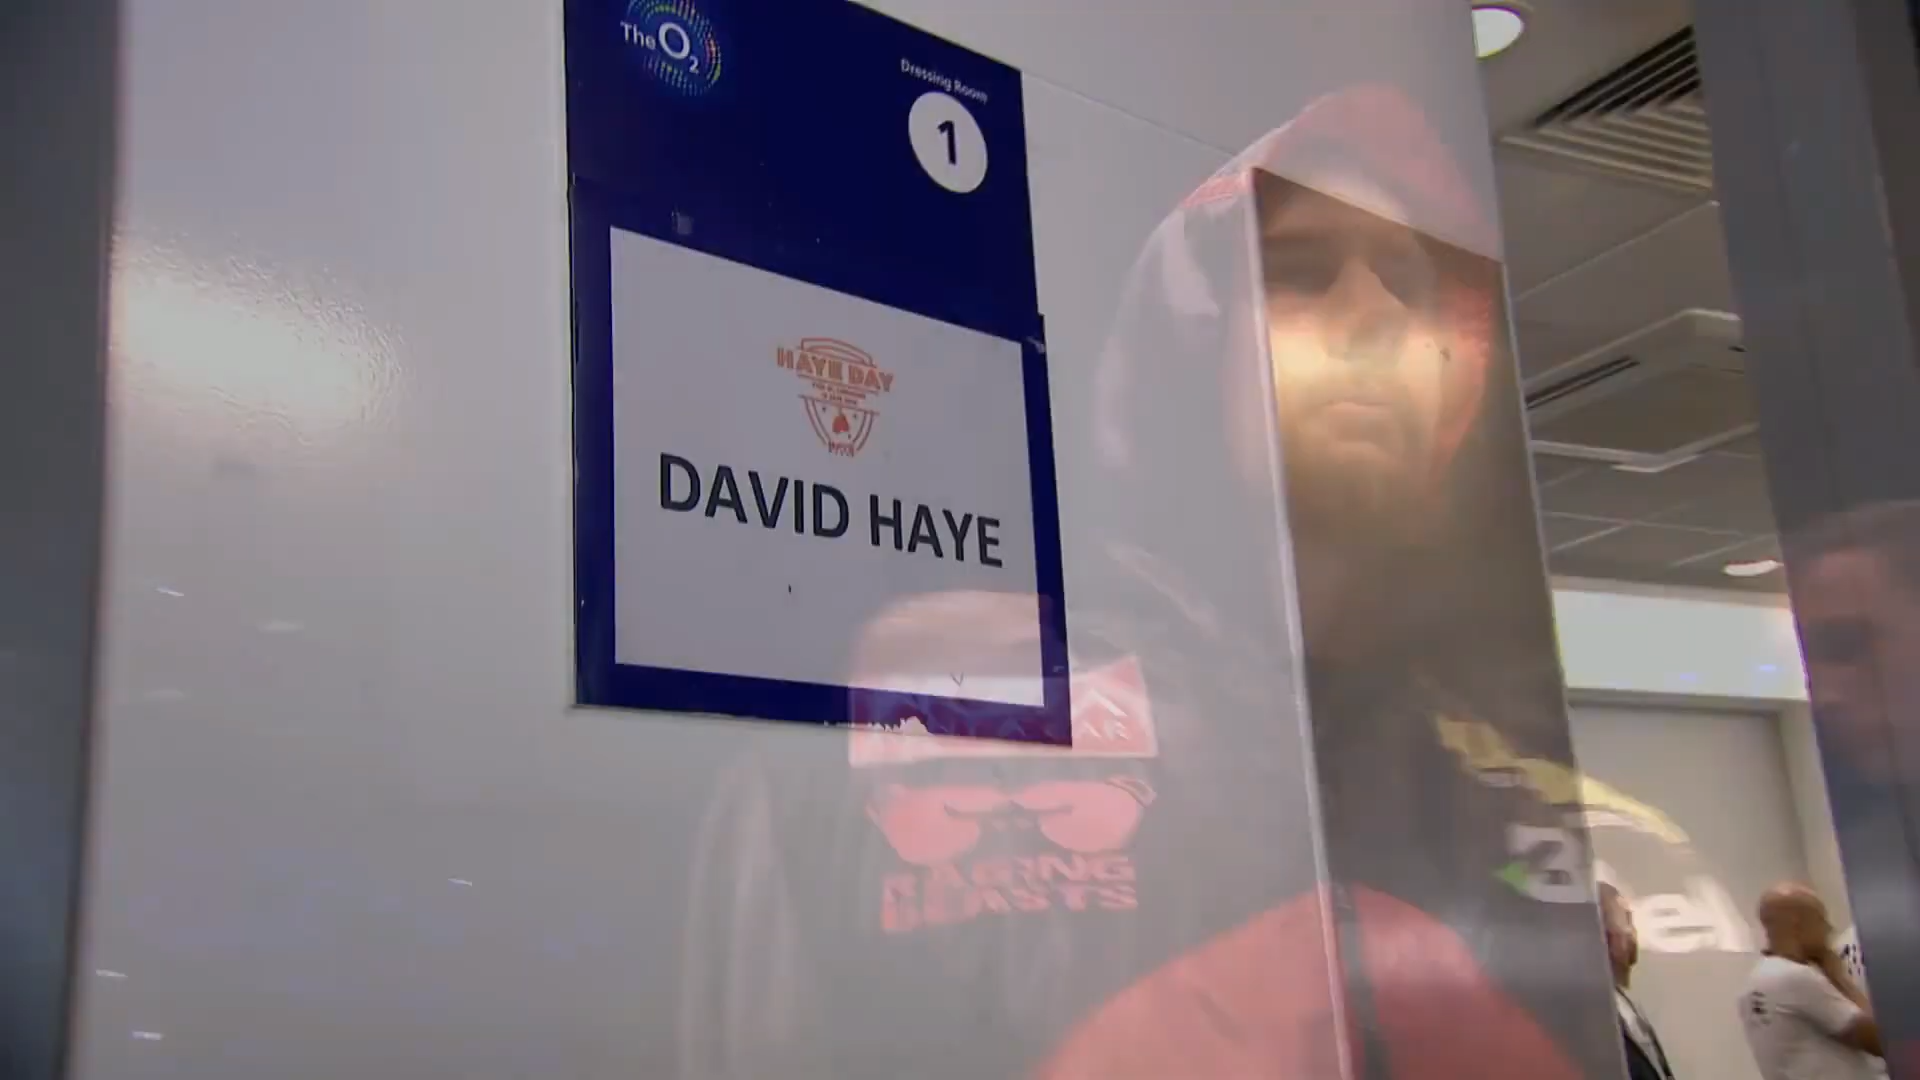 The O2
Dressing Room
1
HAYE DAY
DAVID HAYE
RAGING
BEASTS